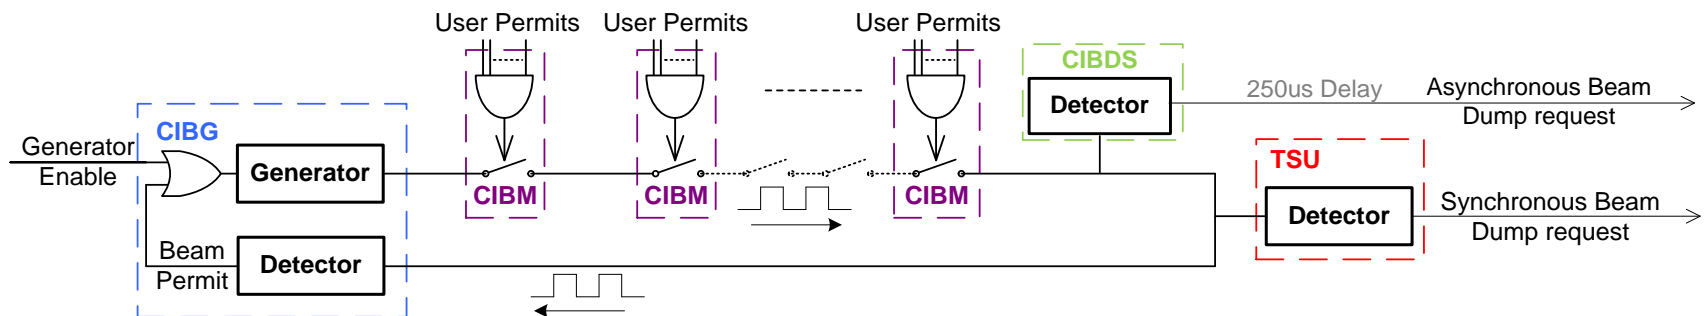 User Permits
User Permits
User Permits
CIBDS
Detector
250us Delay
Asynchronous Beam
Dump request
CIBG
Generator
Enable
Generator
CIBM
CIBM
CIBM
TSU
Detector
Synchronous Beam
Dump request
Beam
Permit
Detector